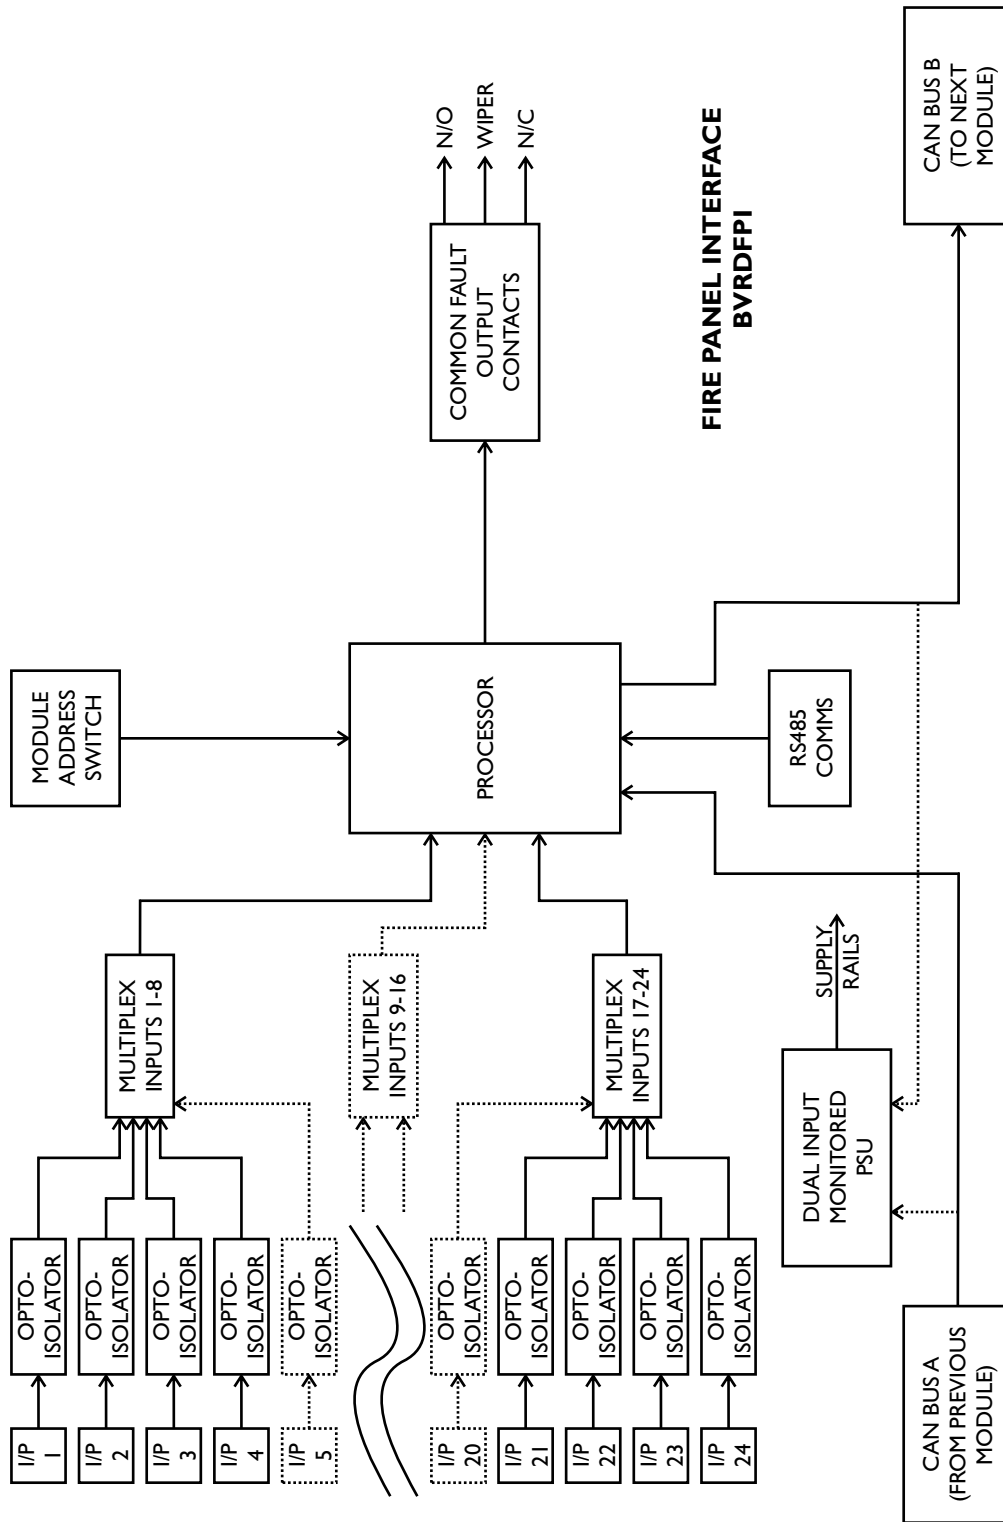 I/P
1
I/P
2
I/P
3
I/P
4
I/P
5
I/P
20
I/P
21
I/P
22
I/P
23
I/P
24
OPTO-
ISOLATOR
OPTO-
ISOLATOR
OPTO-
ISOLATOR
OPTO-
ISOLATOR
OPTO-
ISOLATOR
OPTO-
ISOLATOR
OPTO-
ISOLATOR
OPTO-
ISOLATOR
OPTO-
ISOLATOR
OPTO-
ISOLATOR
MULTIPLEX
INPUTS 1-8
MULTIPLEX
INPUTS 9-16
MULTIPLEX
INPUTS 17-24
MODULE
ADDRESS
SWITCH
PROCESSOR
RS485
COMMS
COMMON FAULT
OUTPUT
CONTACTS
N/O
WIPER
N/C
DUAL INPUT
MONITORED
PSU
SUPPLY
RAILS
CAN BUS A
(FROM PREVIOUS
MODULE)
CAN BUS B
(TO NEXT
MODULE)
FIRE PANEL INTERFACE
BVRDFPI